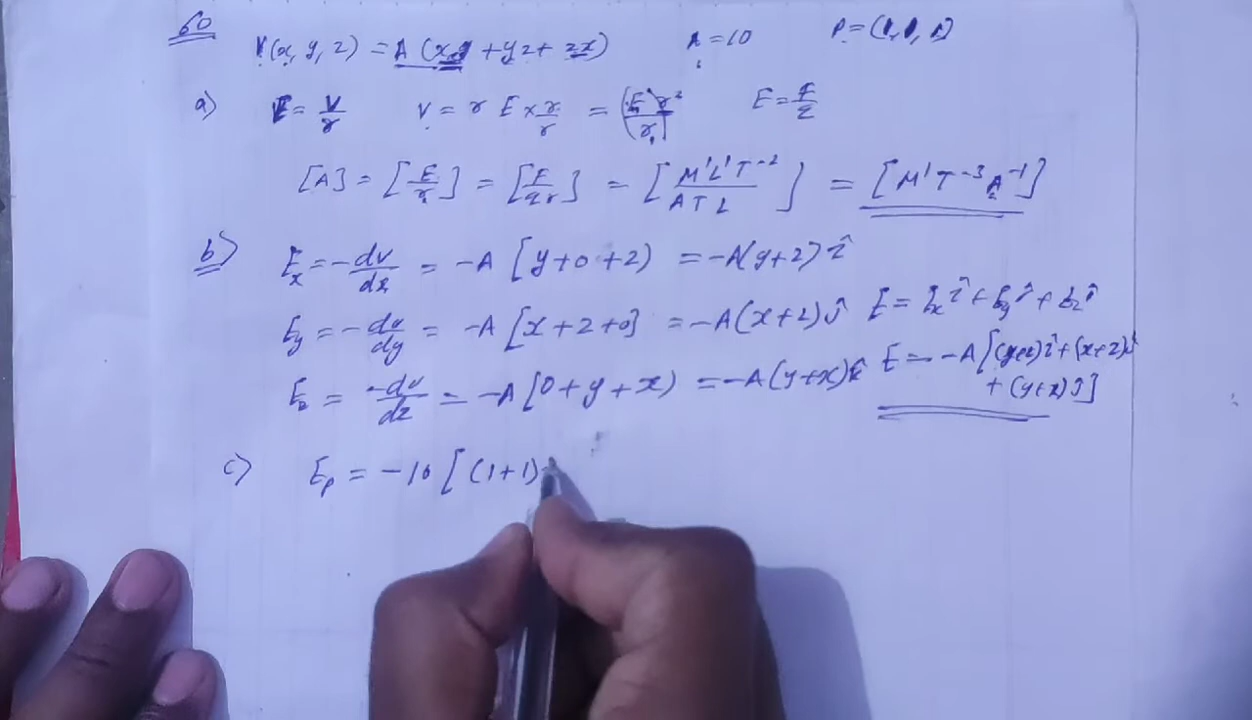 60 V(x, y, z) = A (xy + yz + zx) A = 10 P = (1, 1, 1)
a) E = V/r V = r E × r/r = (E/r) r² E = F/q
[A] = [E/r] = [F/qr] = [M¹L¹T⁻²/ATL] = [M¹T⁻³A⁻¹]
b) Eₓ = -dv/dx = -A [y+0+z) = -A(y+z) î
Ey = -dv/dy = -A [x+z+0] = -A(x+z) ĵ E = Eₓ î + Ey ĵ + Ez
Ez = -dv/dz = -A [0+y+x) = -A(y+x) k̂ E = -A [(y+z) î + (x+z) ĵ
+ (y+x) ]
c) Ep = -10 [(1+1)